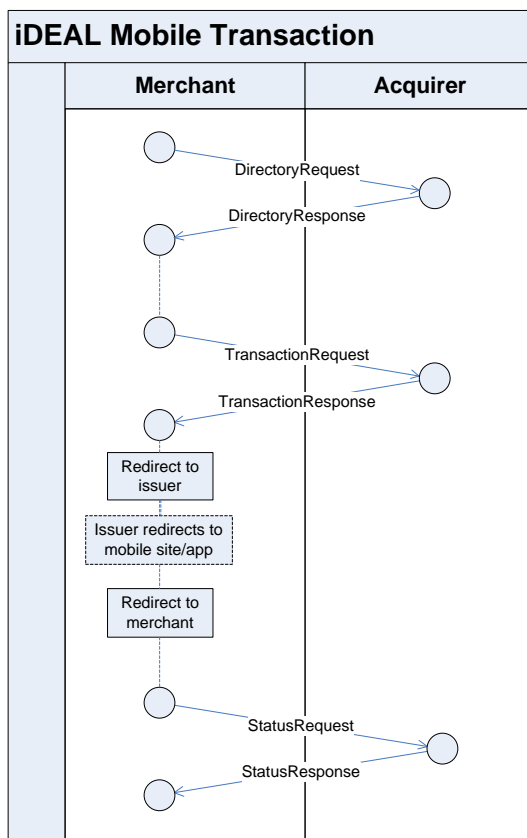 iDEAL Mobile Transaction
Merchant
Acquirer
DirectoryRequest
DirectoryResponse
TransactionRequest
TransactionResponse
Redirect to
issuer
Issuer redirects to
mobile site/app
Redirect to
merchant
StatusRequest
StatusResponse